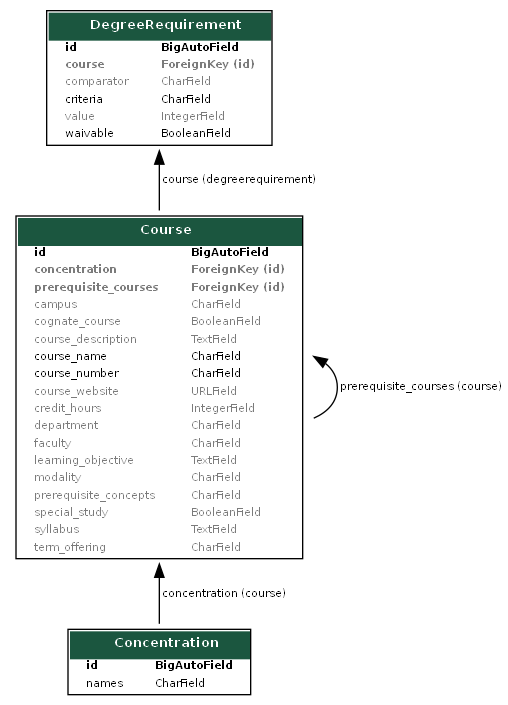 DegreeRequirement
id BigAutoField
course ForeignKey (id)
comparator CharField
criteria CharField
value IntegerField
waivable BooleanField
course (degreerequirement)
Course
id BigAutoField
concentration ForeignKey (id)
prerequisite_courses ForeignKey (id)
campus CharField
cognate_course BooleanField
course_description TextField
course_name CharField
course_number CharField
course_website URLField
credit_hours IntegerField
department CharField
faculty CharField
learning_objective TextField
modality CharField
prerequisite_concepts CharField
special_study BooleanField
syllabus TextField
term_offering CharField
prerequisite_courses (course)
concentration (course)
Concentration
id BigAutoField
names CharField